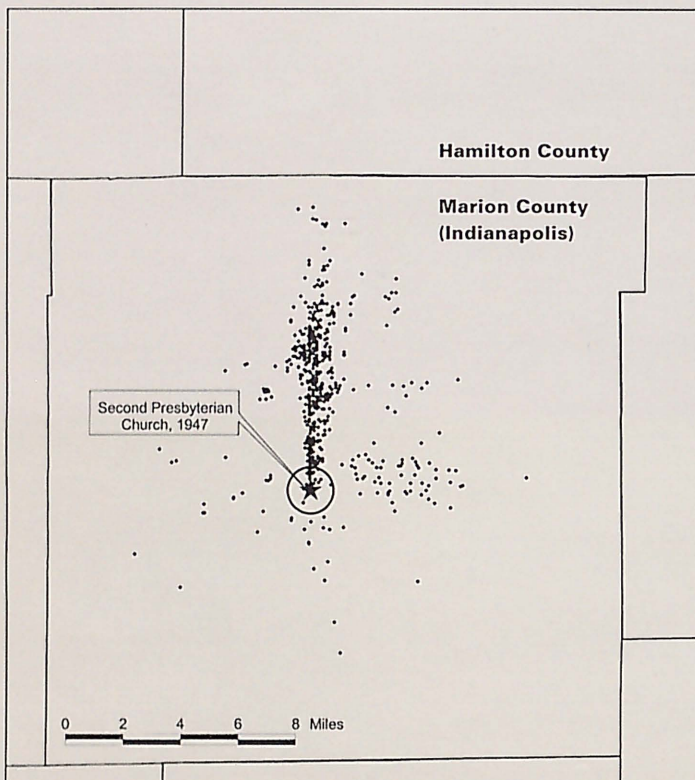 Hamilton County
Marion County
(Indianapolis)
Second Presbyterian
Church, 1947
0 2 4 6 8 Miles